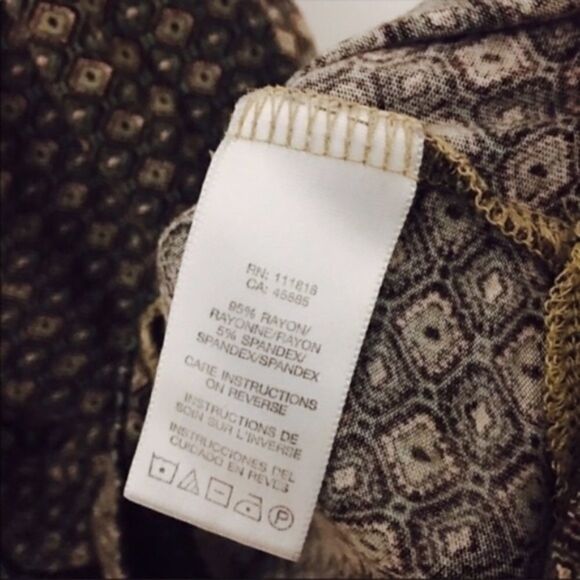 RN: 111818
CA: 45885
95% RAYON/
RAYONNE/RAYON
5% SPANDEX/
SPANDEX/SPANDEX
CARE INSTRUCTIONS
ON REVERSE
INSTRUCTIONS DE
SOIN SUR L'INVERSE
INSTRUCCIONES DEL
CUIDADO EN REVES
P